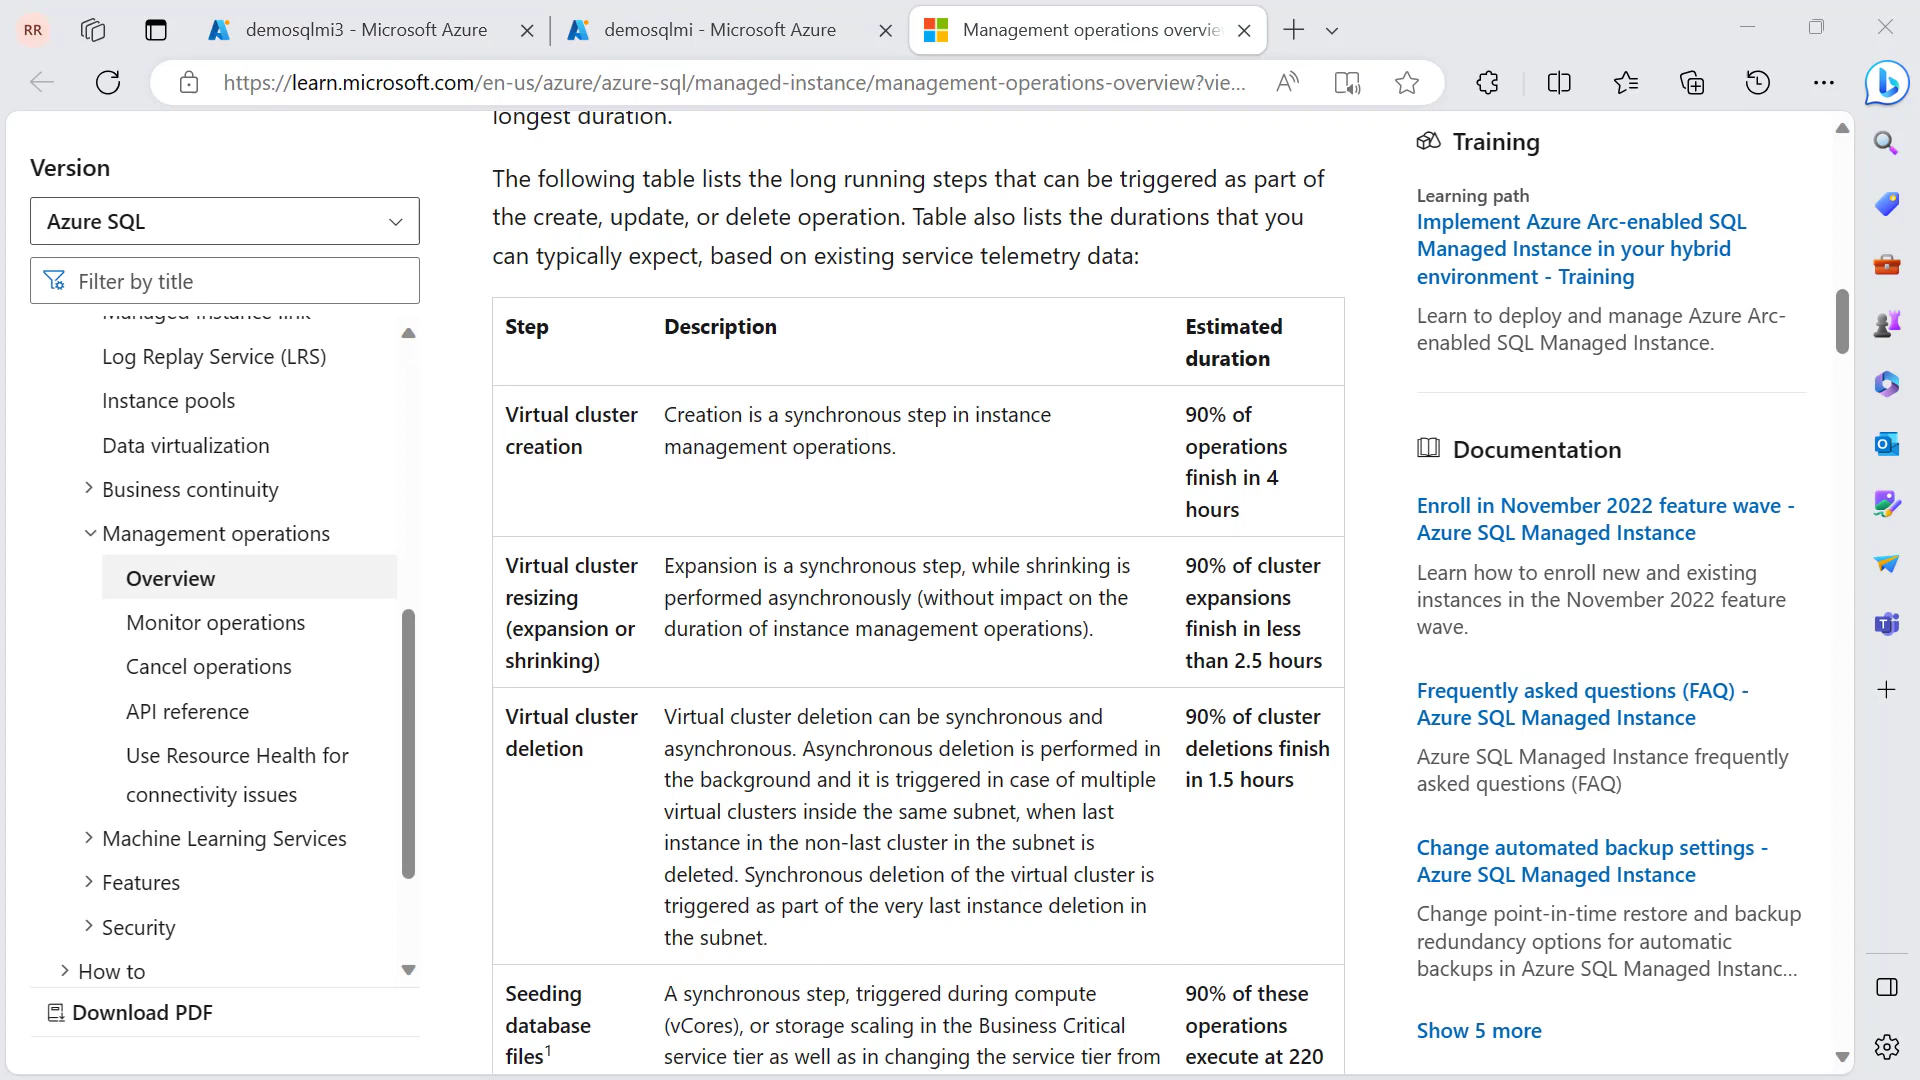 RR
demosqlmi3 - Microsoft Azure
demosqlmi - Microsoft Azure
Management operations overvie
https://learn.microsoft.com/en-us/azure/azure-sql/managed-instance/management-operations-overview?vie...
Version
Azure SQL
Filter by title
Managed Instance link
Log Replay Service (LRS)
Instance pools
Data virtualization
Business continuity
Management operations
Overview
Monitor operations
Cancel operations
API reference
Use Resource Health for
connectivity issues
Machine Learning Services
Features
Security
How to
Download PDF
longest duration.
The following table lists the long running steps that can be triggered as part of
the create, update, or delete operation. Table also lists the durations that you
can typically expect, based on existing service telemetry data:
Step
Description
Estimated
duration
Virtual cluster
creation
Creation is a synchronous step in instance
management operations.
90% of
operations
finish in 4
hours
Virtual cluster
resizing
(expansion or
shrinking)
Expansion is a synchronous step, while shrinking is
performed asynchronously (without impact on the
duration of instance management operations).
90% of cluster
expansions
finish in less
than 2.5 hours
Virtual cluster
deletion
Virtual cluster deletion can be synchronous and
asynchronous. Asynchronous deletion is performed in
the background and it is triggered in case of multiple
virtual clusters inside the same subnet, when last
instance in the non-last cluster in the subnet is
deleted. Synchronous deletion of the virtual cluster is
triggered as part of the very last instance deletion in
the subnet.
90% of cluster
deletions finish
in 1.5 hours
Seeding
database
files1
A synchronous step, triggered during compute
(vCores), or storage scaling in the Business Critical
service tier as well as in changing the service tier from
90% of these
operations
execute at 220
Training
Learning path
Implement Azure Arc-enabled SQL
Managed Instance in your hybrid
environment - Training
Learn to deploy and manage Azure Arc-
enabled SQL Managed Instance.
Documentation
Enroll in November 2022 feature wave -
Azure SQL Managed Instance
Learn how to enroll new and existing
instances in the November 2022 feature
wave.
Frequently asked questions (FAQ) -
Azure SQL Managed Instance
Azure SQL Managed Instance frequently
asked questions (FAQ)
Change automated backup settings -
Azure SQL Managed Instance
Change point-in-time restore and backup
redundancy options for automatic
backups in Azure SQL Managed Instanc...
Show 5 more